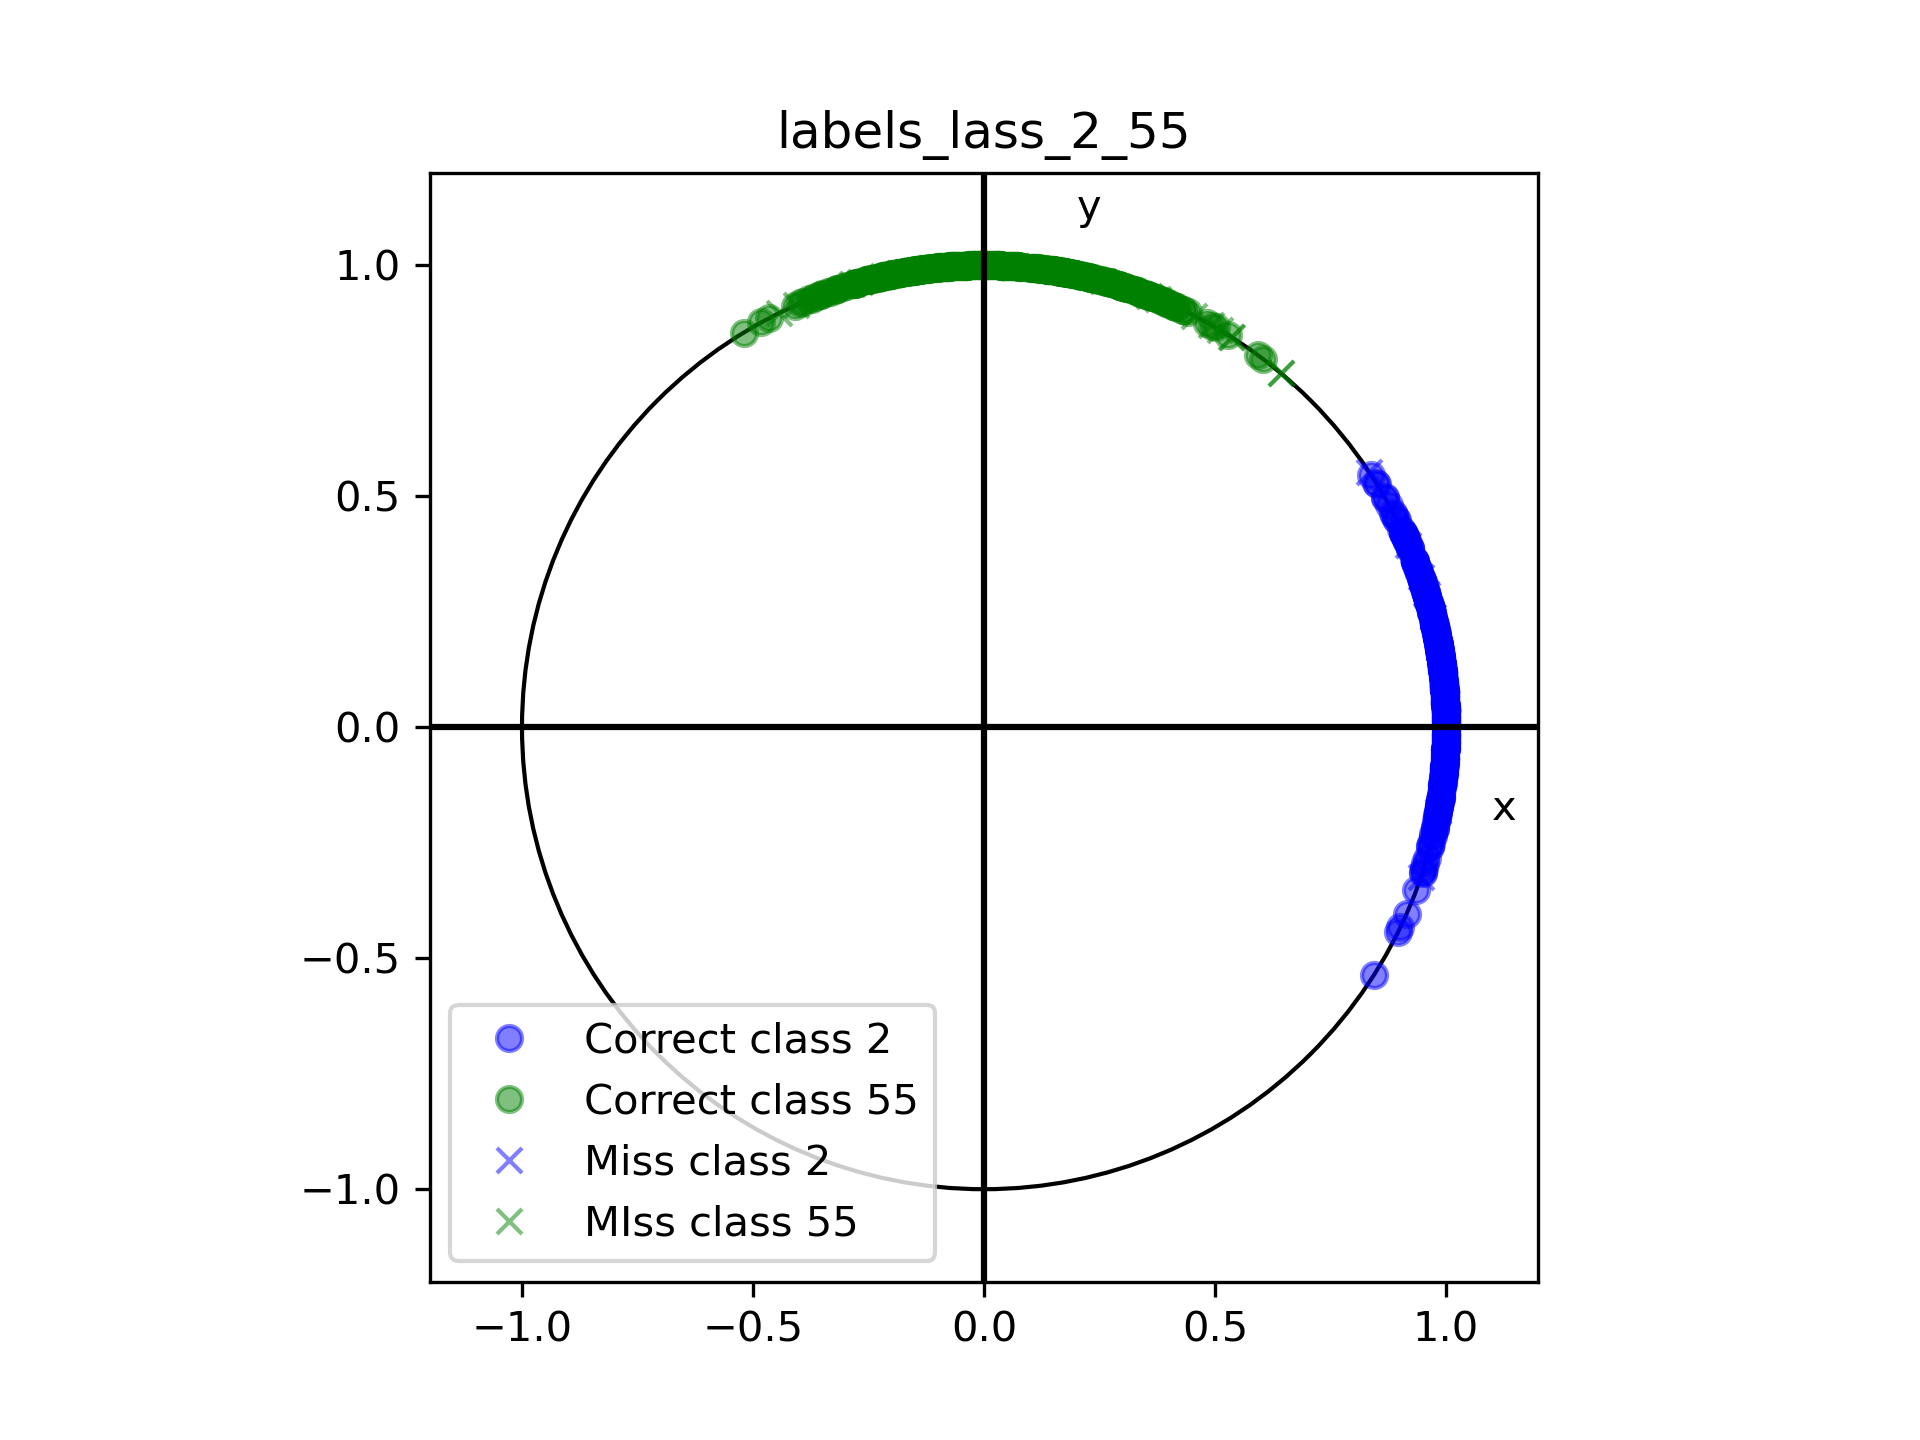 labels_lass_2_55
y
1.0
0.5
0.0
x
−0.5
−1.0
Correct class 2
Correct class 55
Miss class 2
MIss class 55
−1.0 −0.5 0.0 0.5 1.0